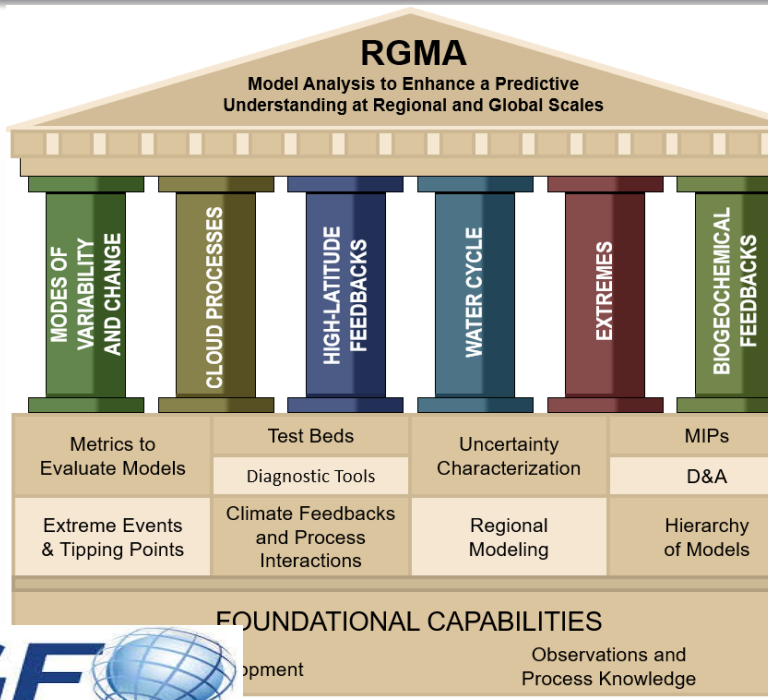 RGMA
Model Analysis to Enhance a Predictive
Understanding at Regional and Global Scales
MODES OF
VARIABILITY
AND CHANGE
CLOUD PROCESSES
HIGH-LATITUDE
FEEDBACKS
WATER CYCLE
EXTREMES
BIOGEOCHEMICAL
FEEDBACKS
Metrics to
Evaluate Models
Test Beds
Diagnostic Tools
Uncertainty
Characterization
MIPs
D&A
Extreme Events
& Tipping Points
Climate Feedbacks
and Process
Interactions
Regional
Modeling
Hierarchy
of Models
FOUNDATIONAL CAPABILITIES
Observations and
Process Knowledge